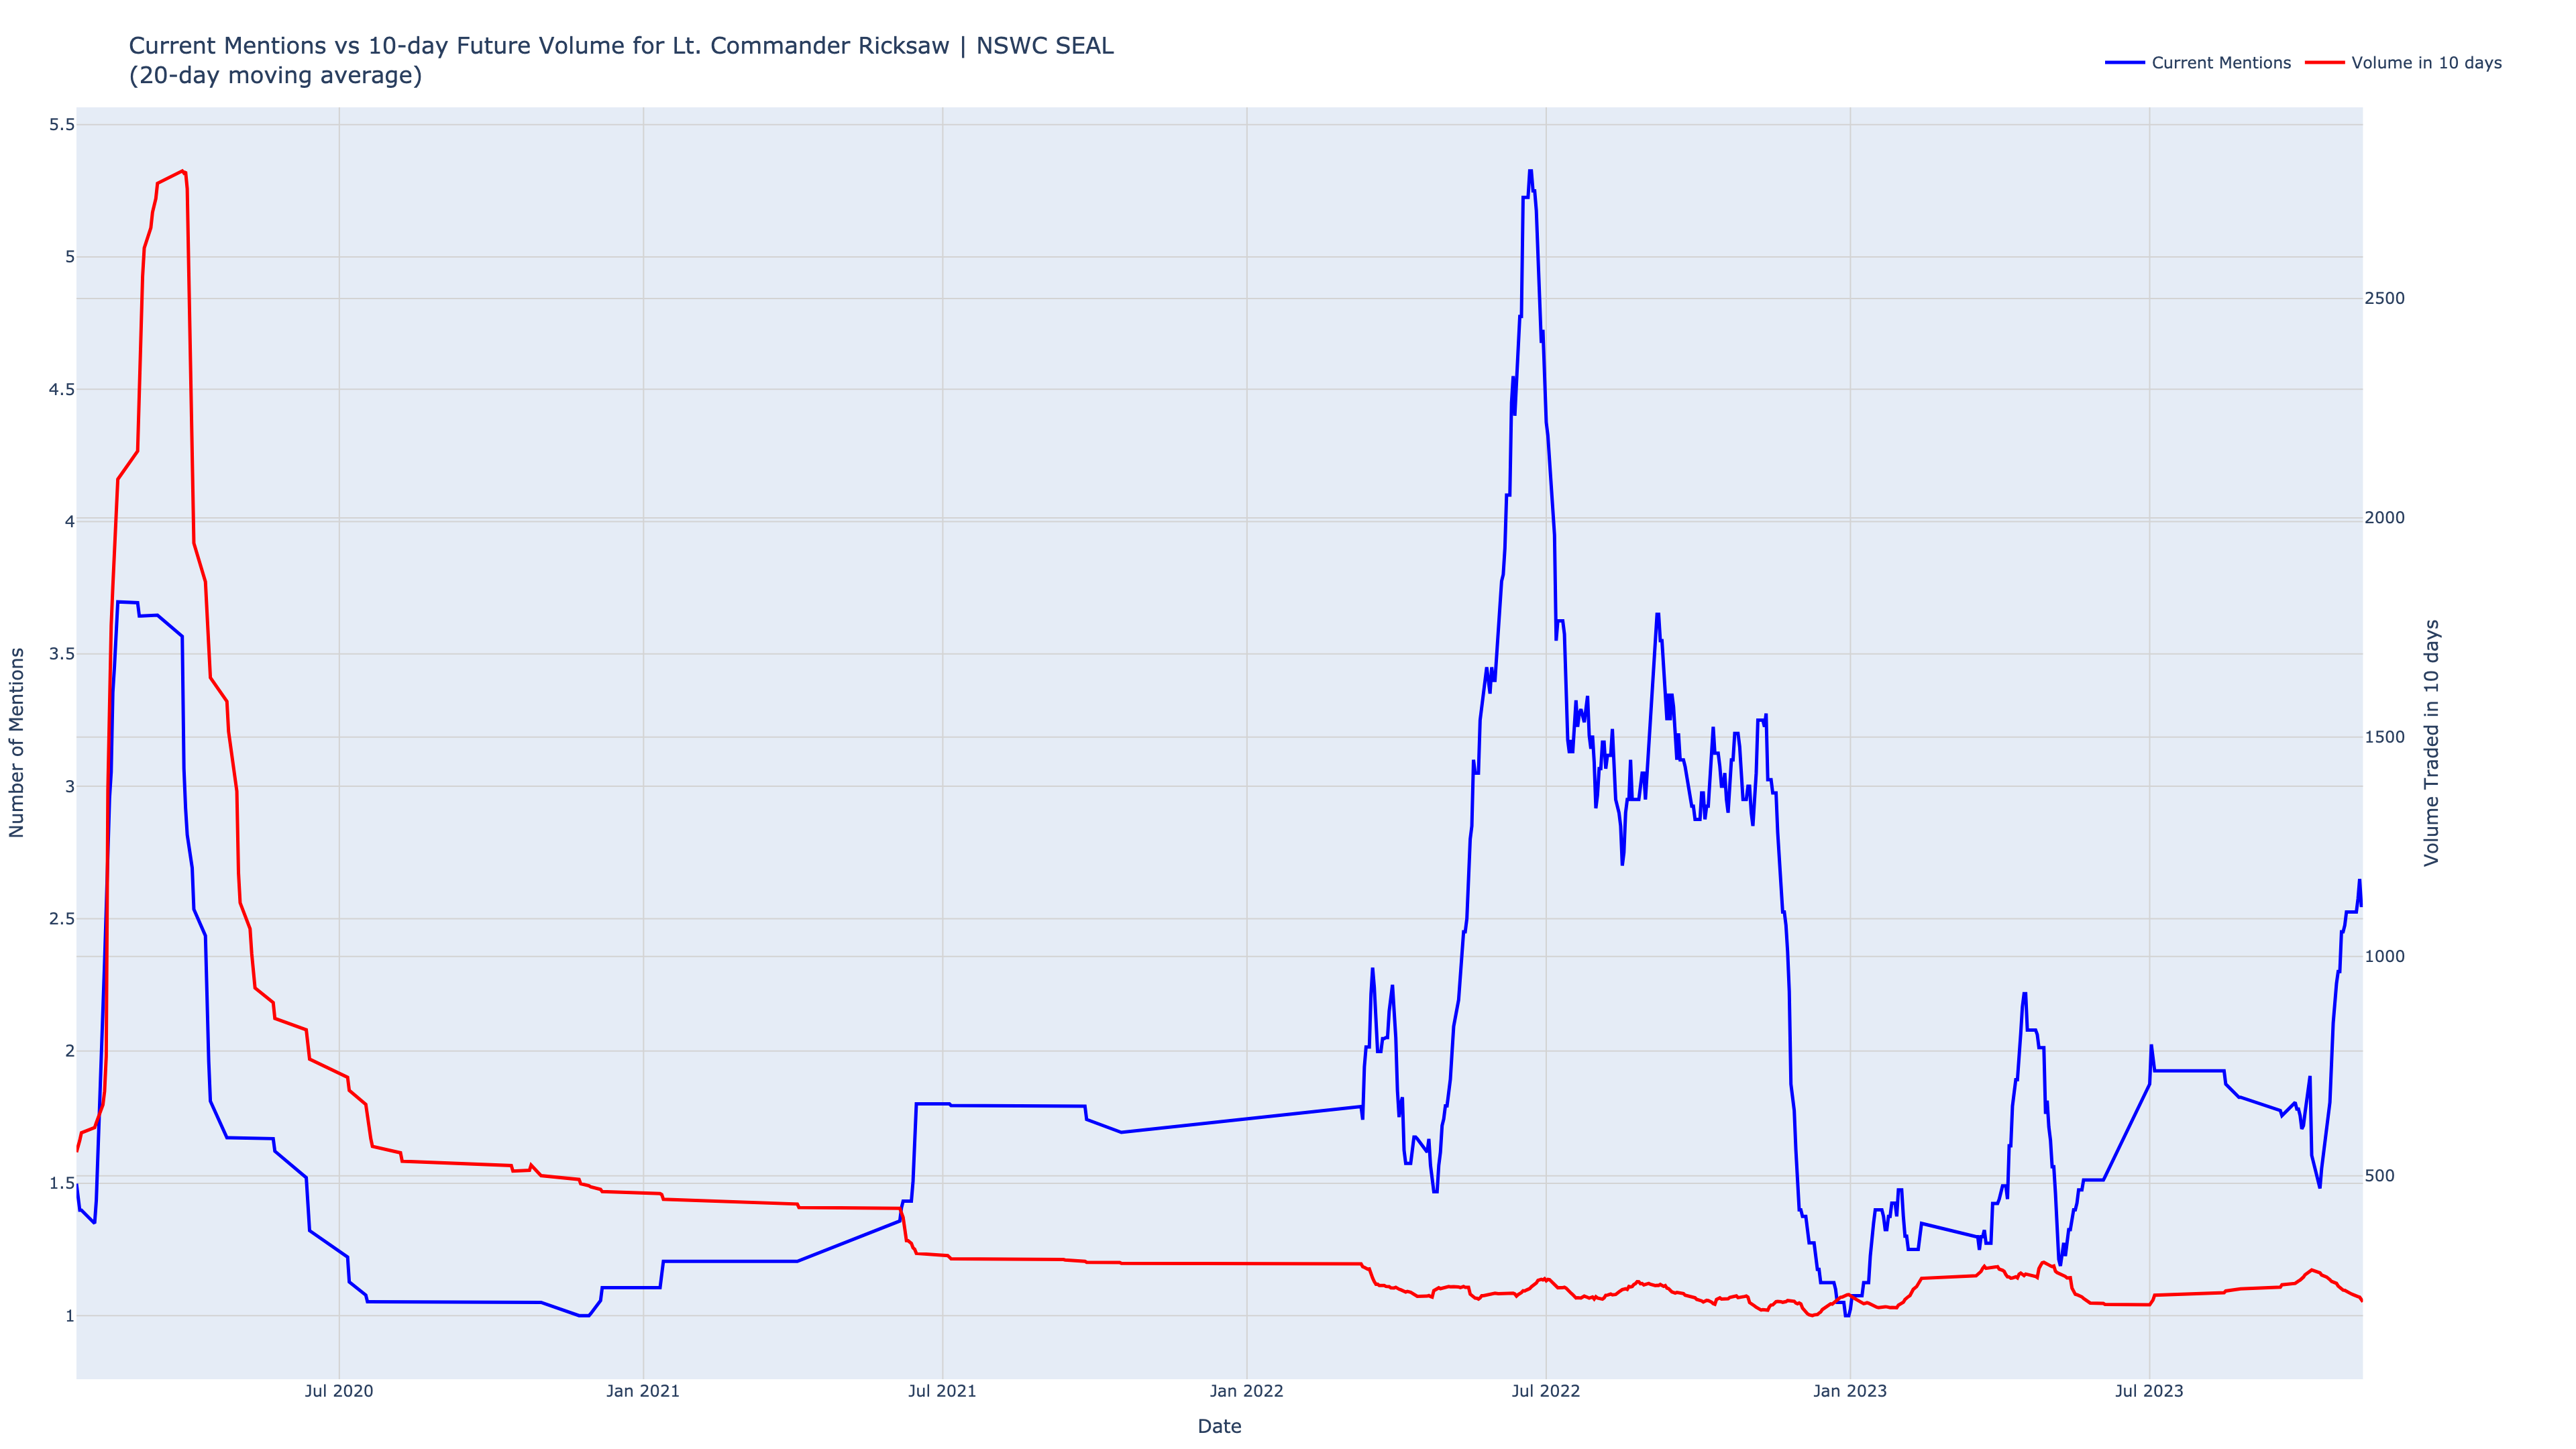 Current Mentions vs 10-day Future Volume for Lt. Commander Ricksaw | NSWC SEAL
(20-day moving average)
Current Mentions
Volume in 10 days
5.5
5
4.5
4
3.5
3
2.5
2
1.5
1
Number of Mentions
2500
2000
1500
1000
500
Volume Traded in 10 days
Jul 2020
Jan 2021
Jul 2021
Jan 2022
Jul 2022
Jan 2023
Jul 2023
Date